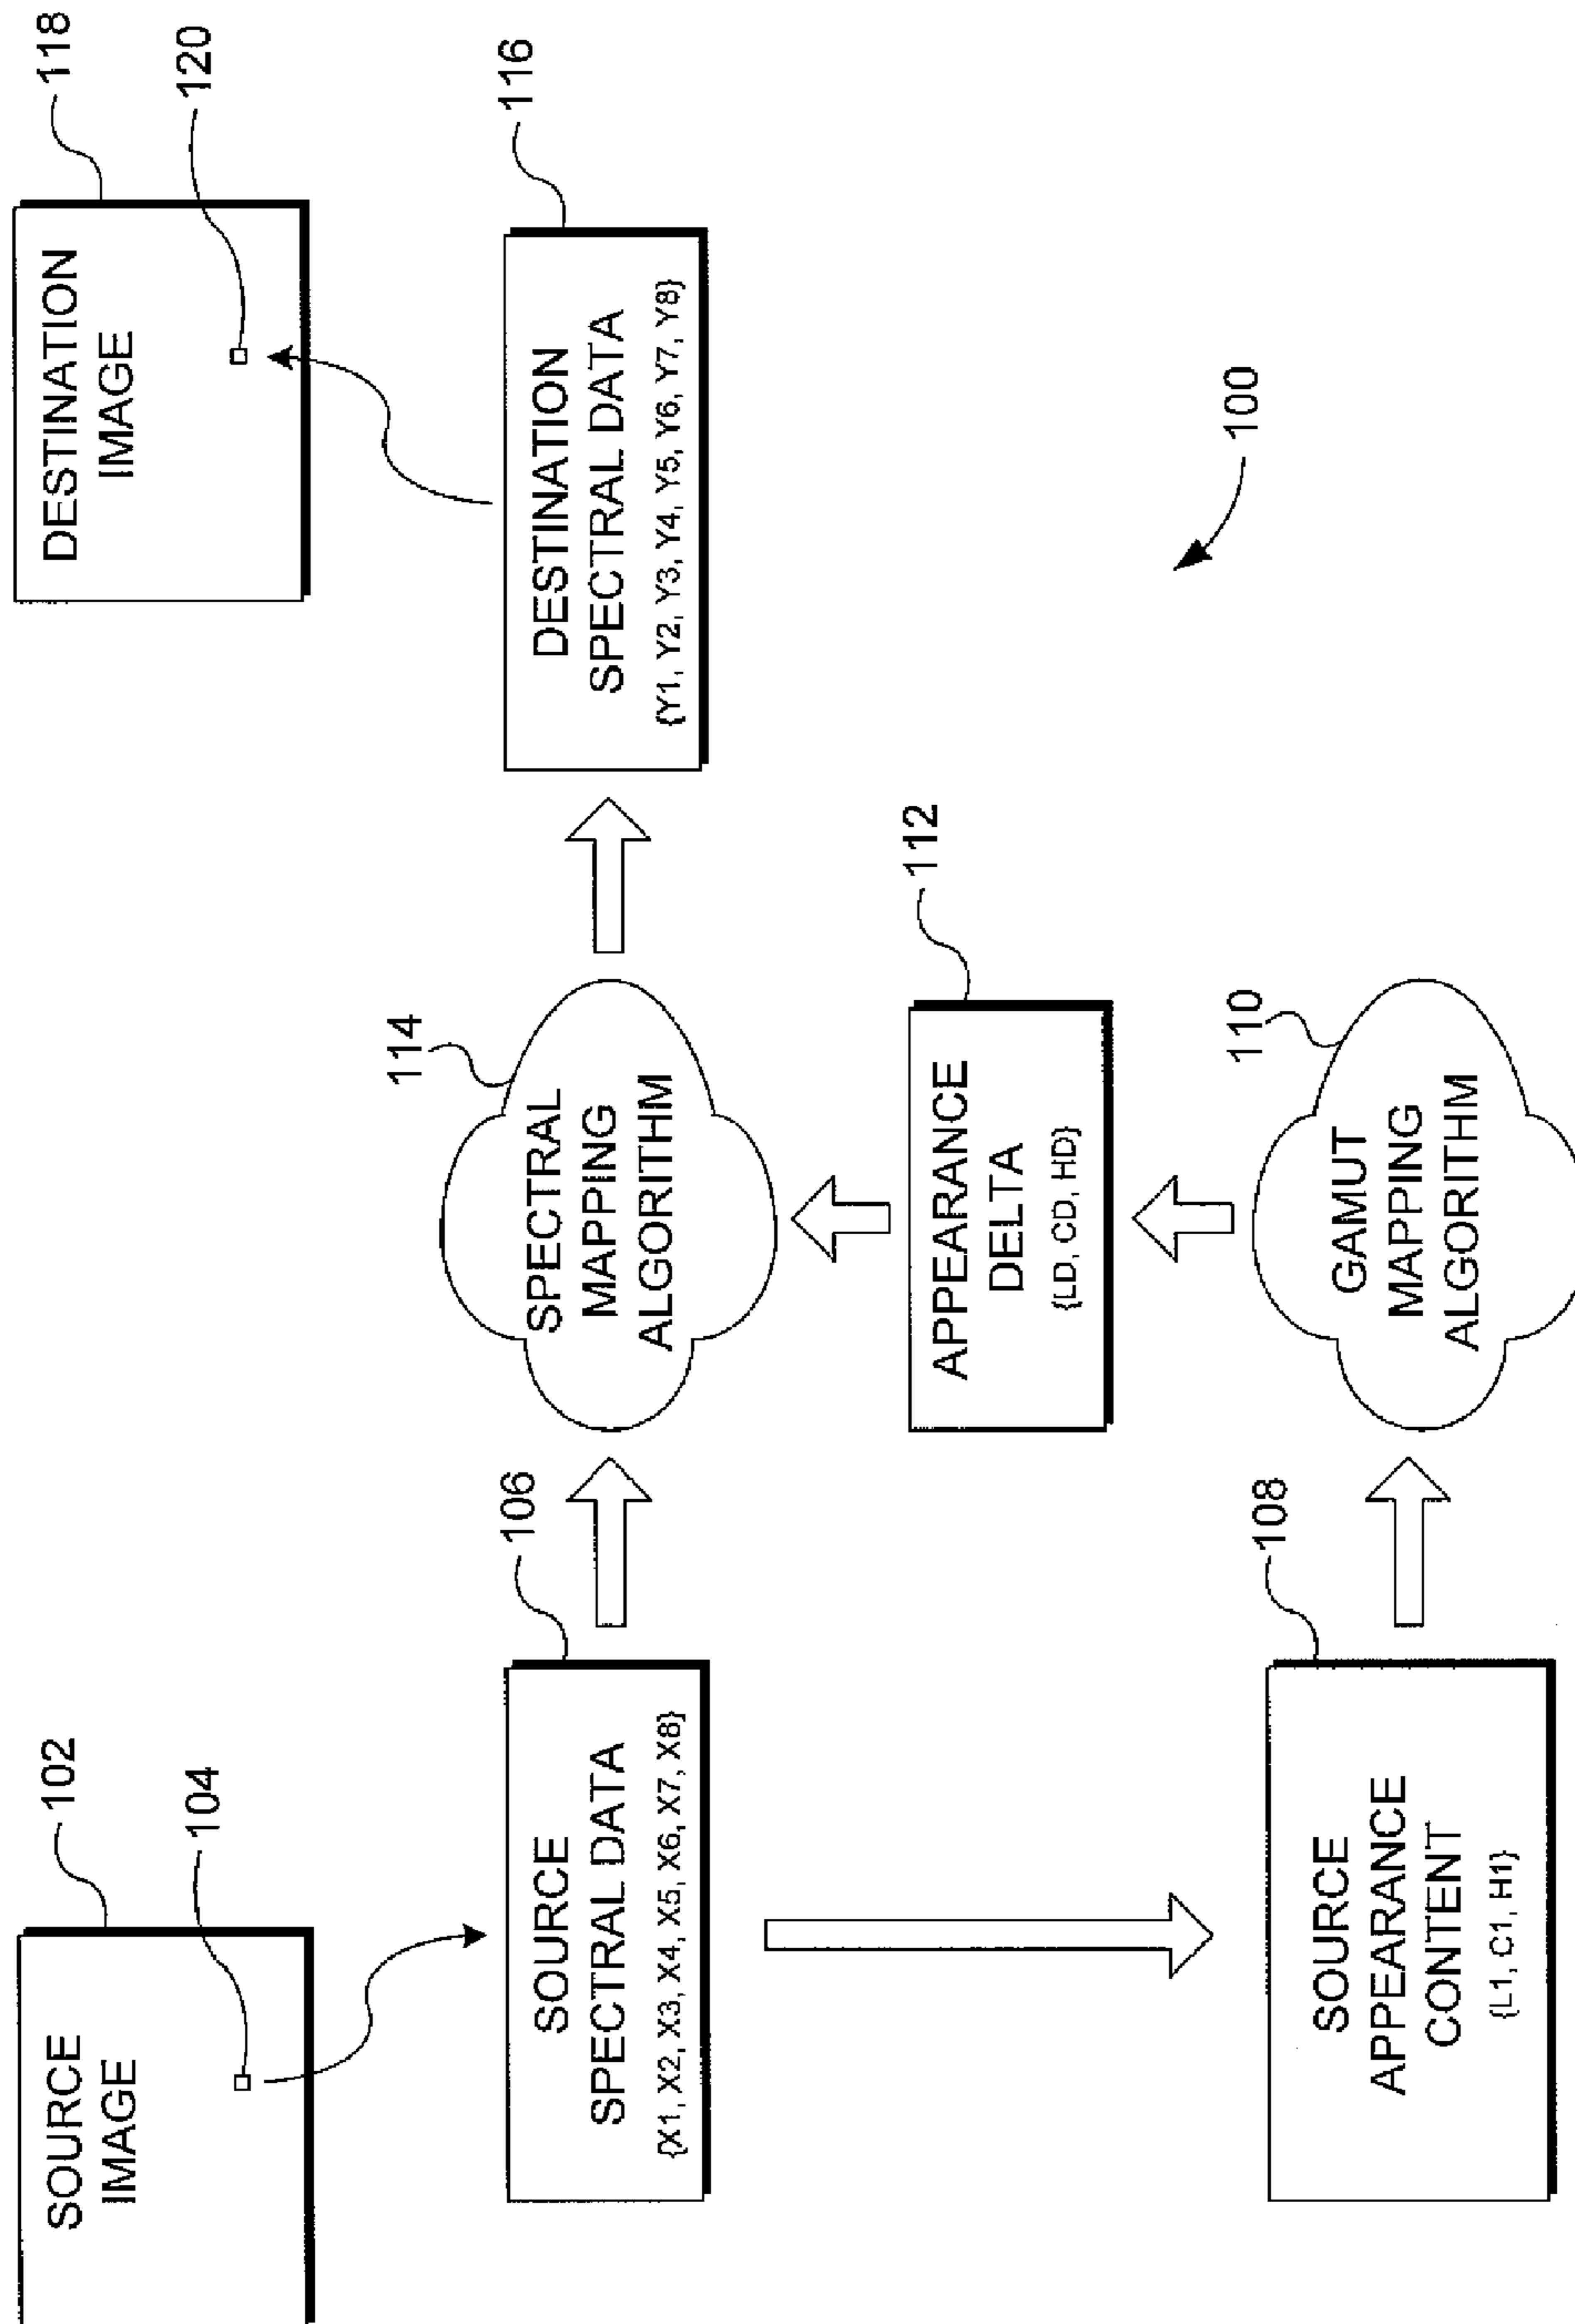 SOURCE
IMAGE
102
104
DESTINATION
IMAGE
118
120
SOURCE
SPECTRAL DATA
{X1, X2, X3, X4, X5, X6, X7, X8}
106
SPECTRAL
MAPPING
ALGORITHM
114
DESTINATION
SPECTRAL DATA
{Y1, Y2, Y3, Y4, Y5, Y6, Y7, Y8}
116
APPEARANCE
DELTA
{LD, CD, HD}
112
SOURCE
APPEARANCE
CONTENT
{L1, C1, H1}
108
GAMUT
MAPPING
ALGORITHM
110
100